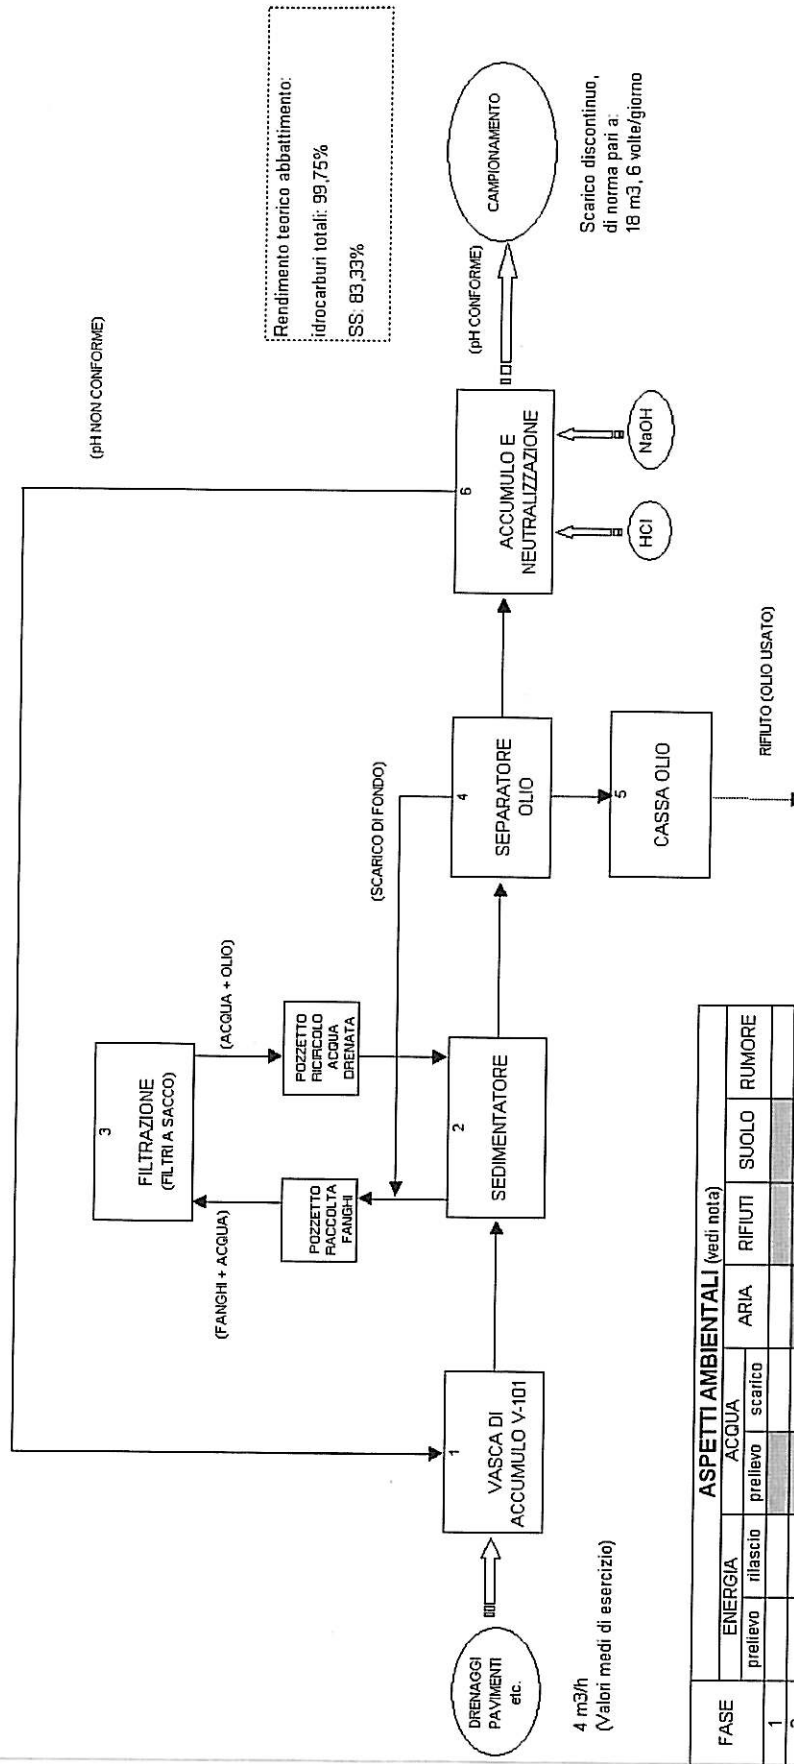 (pH NON CONFORME)
Rendimento teorico abbattimento:
idrocarburi totali: 99,75%
SS: 83,33%
3
FILTRAZIONE
(FILTRI A SACCO)
(FANGHI + ACQUA)
(ACQUA + OLIO)
POZZETTO
RACCOLTA
FANGHI
POZZETTO
RICIRCOLO
ACQUA
DRENATA
(SCARICO DI FONDO)
DRENAGGI
PAVIMENTI
etc.
4 m3/h
(Valori medi di esercizio)
1
VASCA DI
ACCUMULO V-101
2
SEDIMENTATORE
4
SEPARATORE
OLIO
6
ACCUMULO E
NEUTRALIZZAZIONE
(pH CONFORME)
CAMPIONAMENTO
Scarico discontinuo,
di norma pari a:
18 m3, 6 volte/giorno
HCl
NaOH
5
CASSA OLIO
RIFIUTO (OLIO USATO)
FASE
ASPETTI AMBIENTALI (vedi nota)
ENERGIA ACQUA ARIA RIFIUTI SUOLO RUMORE
prelievo rilascio prelievo scarico
1